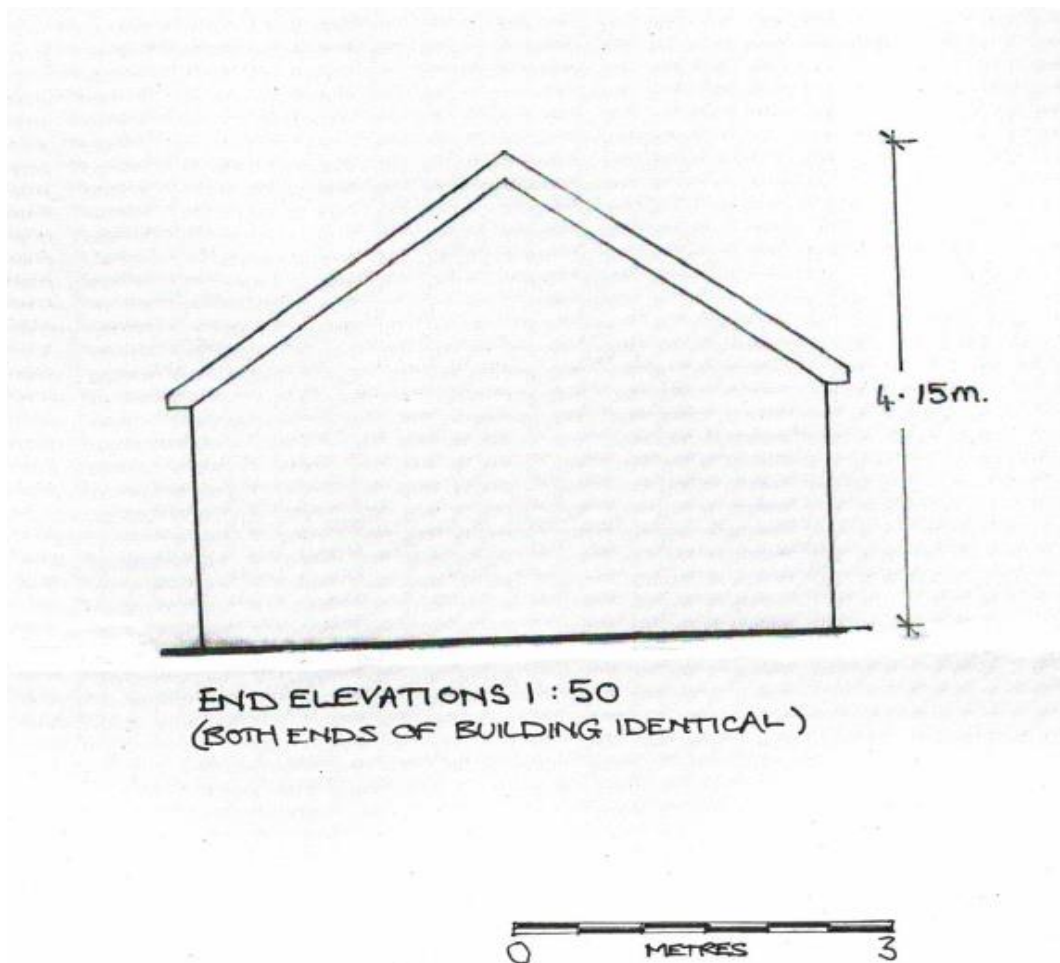 4.15m.
END ELEVATIONS 1:50
(BOTH ENDS OF BUILDING IDENTICAL)
0 METRES 3